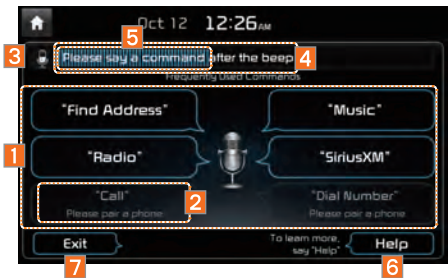 5
Oct 12 12:26AM
3
Please say a command after the beep
4
Frequently Used Commands
"Find Address"
"Music"
1
"Radio"
"SiriusXM"
"Call"
Please pair a phone
2
"Dial Number"
Please pair a phone
Exit
To learn more,
say "Help"
Help
7
6